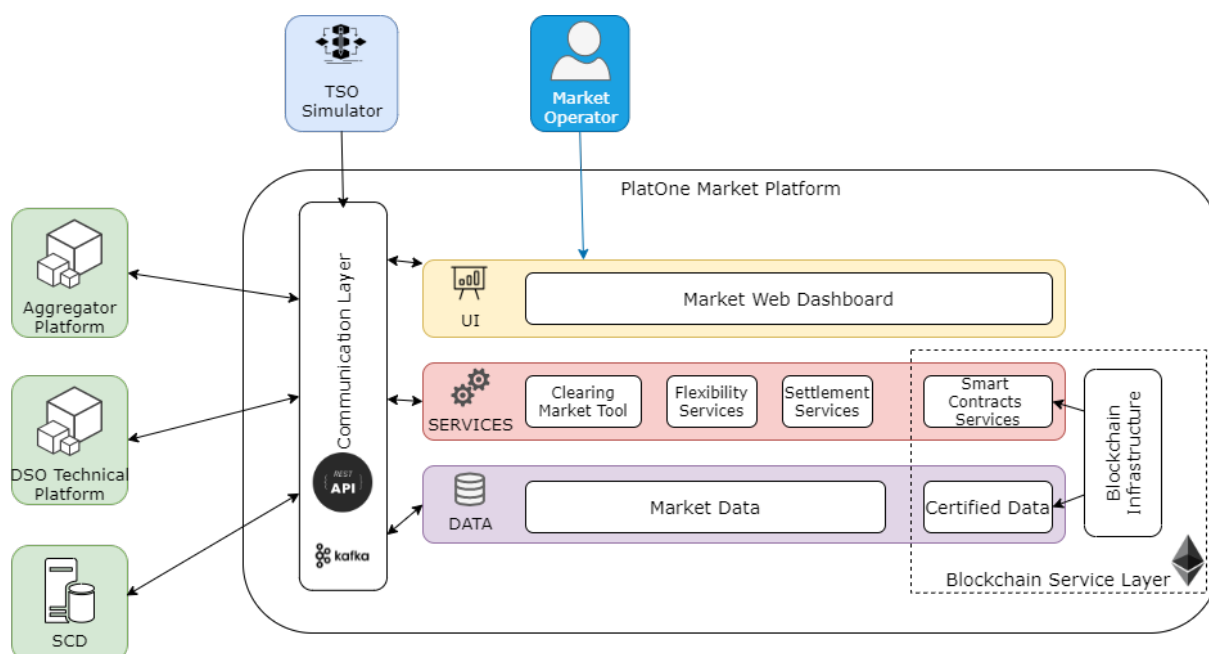 TSO
Simulator
Market
Operator
PlatOne Market Platform
Aggregator
Platform
DSO Technical
Platform
SCD
Communication Layer
REST
API
kafka
UI
Market Web Dashboard
SERVICES
Clearing
Market Tool
Flexibility
Services
Settlement
Services
Smart
Contracts
Services
DATA
Market Data
Certified Data
Blockchain
Infrastructure
Blockchain Service Layer